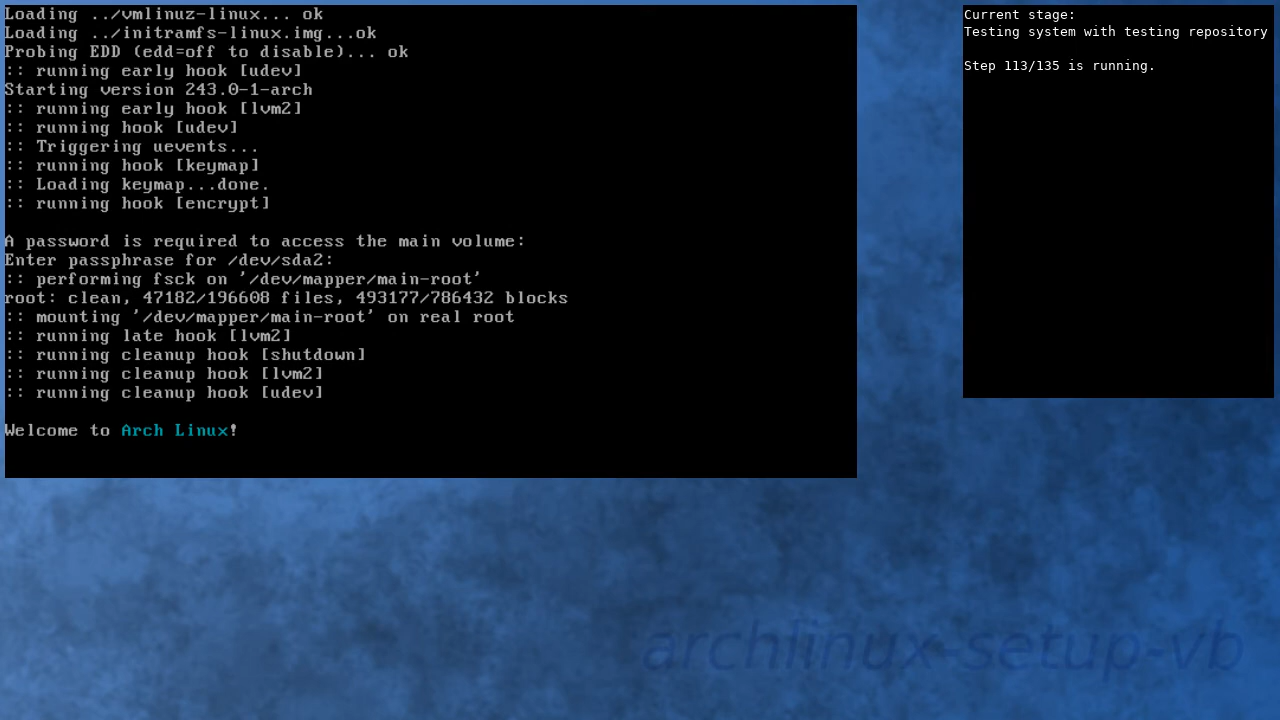 Loading ../vmlinuz-linux... ok
Loading ../initramfs-linux.img...ok
Probing EDD (edd=off to disable)... ok
:: running early hook [udev]
Starting version 243.0-1-arch
:: running early hook [lvm2]
:: running hook [udev]
:: Triggering uevents...
:: running hook [keymap]
:: Loading keymap...done.
:: running hook [encrypt]
A password is required to access the main volume:
Enter passphrase for /dev/sda2:
:: performing fsck on '/dev/mapper/main-root'
root: clean, 47182/196608 files, 493177/786432 blocks
:: mounting '/dev/mapper/main-root' on real root
:: running late hook [lvm2]
:: running cleanup hook [shutdown]
:: running cleanup hook [lvm2]
:: running cleanup hook [udev]
Welcome to Arch Linux!
Current stage:
Testing system with testing repository
Step 113/135 is running.
archlinux-setup-vb